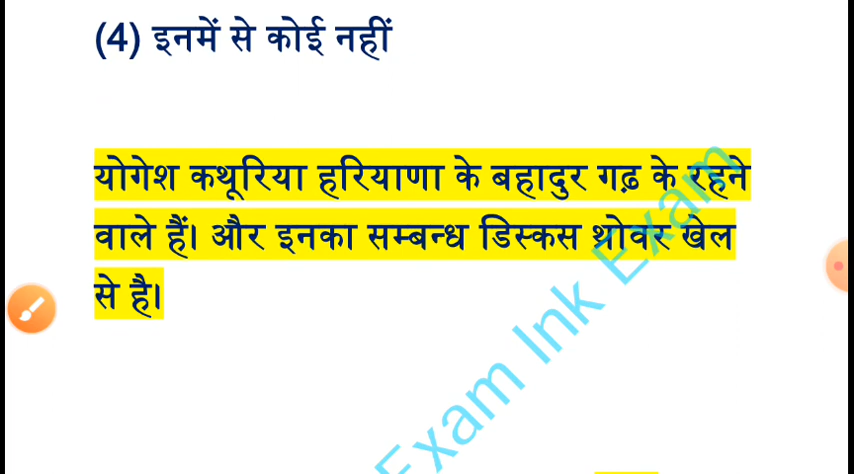 (4) इनमें से कोई नहीं
योगेश कथूरिया हरियाणा के बहादुर गढ़ के रहने
वाले हैं। और इनका सम्बन्ध डिस्कस थ्रोवर खेल
से है।
Exam Ink Exam